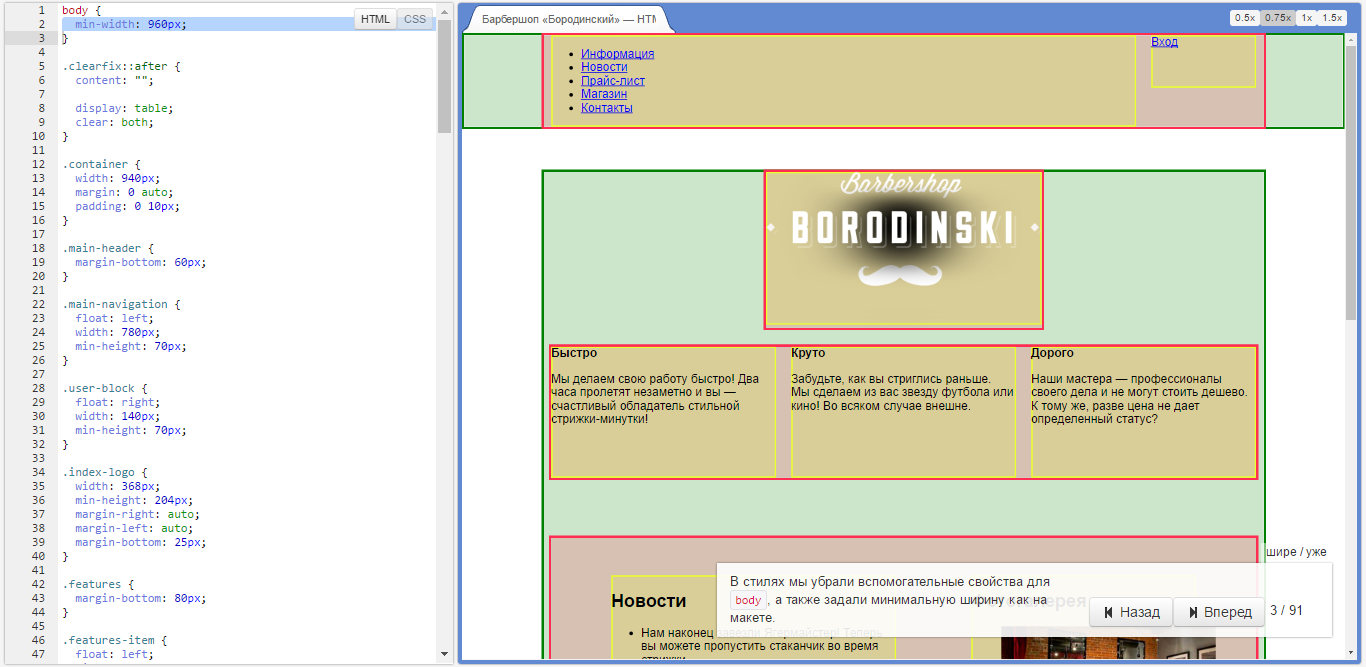 HTML
CSS
1 body {
2   min-width: 960px;
3 }
4
5 .clearfix::after {
6   content: "";
7
8   display: table;
9   clear: both;
10 }
11
12 .container {
13   width: 940px;
14   margin: 0 auto;
15   padding: 0 10px;
16 }
17
18 .main-header {
19   margin-bottom: 60px;
20 }
21
22 .main-navigation {
23   float: left;
24   width: 780px;
25   min-height: 70px;
26 }
27
28 .user-block {
29   float: right;
30   width: 140px;
31   min-height: 70px;
32 }
33
34 .index-logo {
35   width: 368px;
36   min-height: 204px;
37   margin-right: auto;
38   margin-left: auto;
39   margin-bottom: 25px;
40 }
41
42 .features {
43   margin-bottom: 80px;
44 }
45
46 .features-item {
47   float: left;
Барбершоп «Бородинский» — HTM
0.5x 0.75x 1x 1.5x
Информация
Новости
Прайс-лист
Магазин
Контакты
Вход
Barbershop
BORODINSKI
Быстро
Мы делаем свою работу быстро! Два
часа пролетят незаметно и вы —
счастливый обладатель стильной
стрижки-минутки!
Круто
Забудьте, как вы стриглись раньше.
Мы сделаем из вас звезду футбола или
кино! Во всяком случае внешне.
Дорого
Наши мастера — профессионалы
своего дела и не могут стоить дешево.
К тому же, разве цена не дает
определенный статус?
шире / уже
Новости
Нам наконец завезли Ягермайстер! Теперь
вы можете пропустить стаканчик во время
стрижки
В стилях мы убрали вспомогательные свойства для
body, а также задали минимальную ширину как на
макете.
Назад
Вперед
3 / 91